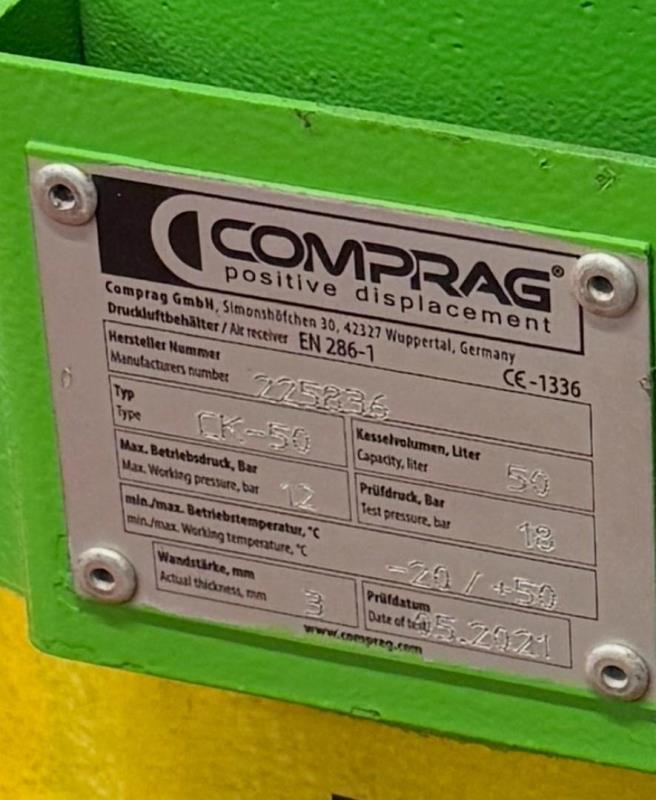 COMPRAG®
positive displacement
Comprag GmbH, Simonshöfchen 30, 42327 Wuppertal, Germany
Druckluftbehälter / Air receiver EN 286-1 CE-1336
Hersteller Nummer
Manufacturers number 225836
Typ
Type CK-50
Kesselvolumen, Liter
Capacity, liter 50
Max. Betriebsdruck, Bar
Max. Working pressure, bar 12
Prüfdruck, Bar
Test pressure, bar 18
min./max. Betriebstemperatur, °C
min./max. Working temperature, °C -20 / +50
Wandstärke, mm
Actual thickness, mm 3
Prüfdatum
Date of test 05.2021
www.comprag.com